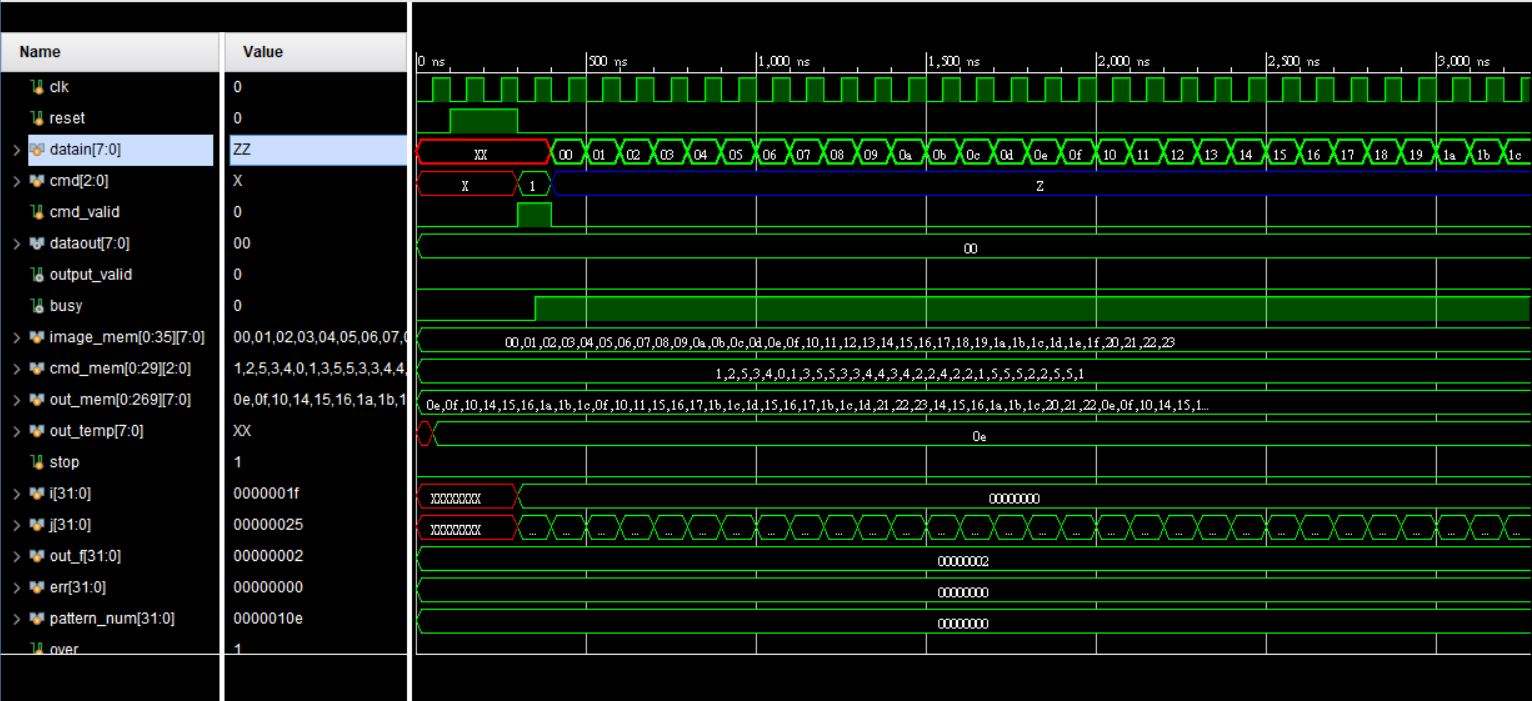 Name Value
0 ns 500 ns 1,000 ns 1,500 ns 2,000 ns 2,500 ns 3,000 ns
clk 0
reset 0
datain[7:0] ZZ XX 00 01 02 03 04 05 06 07 08 09 0a 0b 0c 0d 0e 0f 10 11 12 13 14 15 16 17 18 19 1a 1b 1c
cmd[2:0] X X 1 Z
cmd_valid 0
dataout[7:0] 00 00
output_valid 0
busy 0
image_mem[0:35][7:0] 00,01,02,03,04,05,06,07,0 00,01,02,03,04,05,06,07,08,09,0a,0b,0c,0d,0e,0f,10,11,12,13,14,15,16,17,18,19,1a,1b,1c,1d,1e,1f,20,21,22,23
cmd_mem[0:29][2:0] 1,2,5,3,4,0,1,3,5,5,3,3,4,4, 1,2,5,3,4,0,1,3,5,5,3,3,4,4,3,4,2,2,4,2,2,1,5,5,5,2,2,5,5,1
out_mem[0:269][7:0] 0e,0f,10,14,15,16,1a,1b,1 0e,0f,10,14,15,16,1a,1b,1c,0f,10,11,15,16,17,1b,1c,1d,15,16,17,1b,1c,1d,21,22,23,14,15,16,1a,1b,1c,20,21,22,0e,0f,10,14,15,1...
out_temp[7:0] XX 0e
stop 1
i[31:0] 0000001f XXXXXXXX 00000000
j[31:0] 00000025 XXXXXXXX ... ... ... ... ... ... ... ... ... ... ... ... ... ... ... ... ... ... ... ... ... ... ... ... ... ... ... ... ... ...
out_f[31:0] 00000002 00000002
err[31:0] 00000000 00000000
pattern_num[31:0] 0000010e 00000000
over 1